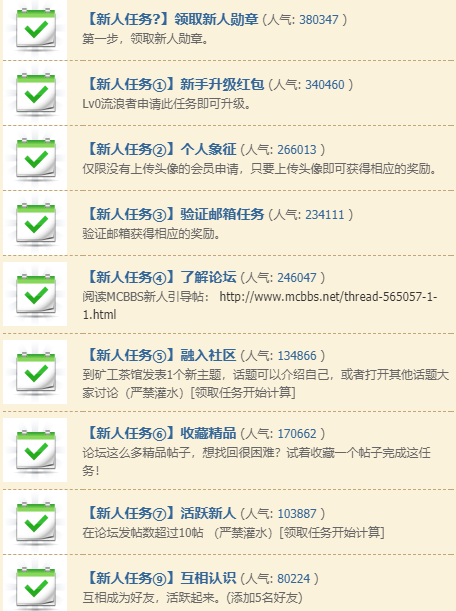 【新人任务?】领取新人勋章 (人气: 380347 )
第一步，领取新人勋章。
【新人任务①】新手升级红包 (人气: 340460 )
Lv0流浪者申请此任务即可升级。
【新人任务②】个人象征 (人气: 266013 )
仅限没有上传头像的会员申请，只要上传头像即可获得相应的奖励。
【新人任务③】验证邮箱任务 (人气: 234111 )
验证邮箱获得相应的奖励。
【新人任务④】了解论坛 (人气: 246047 )
阅读MCBBS新人引导帖： http://www.mcbbs.net/thread-565057-1-
1.html
【新人任务⑤】融入社区 (人气: 134866 )
到矿工茶馆发表1个新主题，话题可以介绍自己，或者打开其他话题大
家讨论（严禁灌水）[领取任务开始计算]
【新人任务⑥】收藏精品 (人气: 170662 )
论坛这么多精品帖子，想找回很困难？试着收藏一个帖子完成这任
务！
【新人任务⑦】活跃新人 (人气: 103887 )
在论坛发帖数超过10帖 （严禁灌水）[领取任务开始计算]
【新人任务⑨】互相认识 (人气: 80224 )
互相成为好友，活跃起来。(添加5名好友)